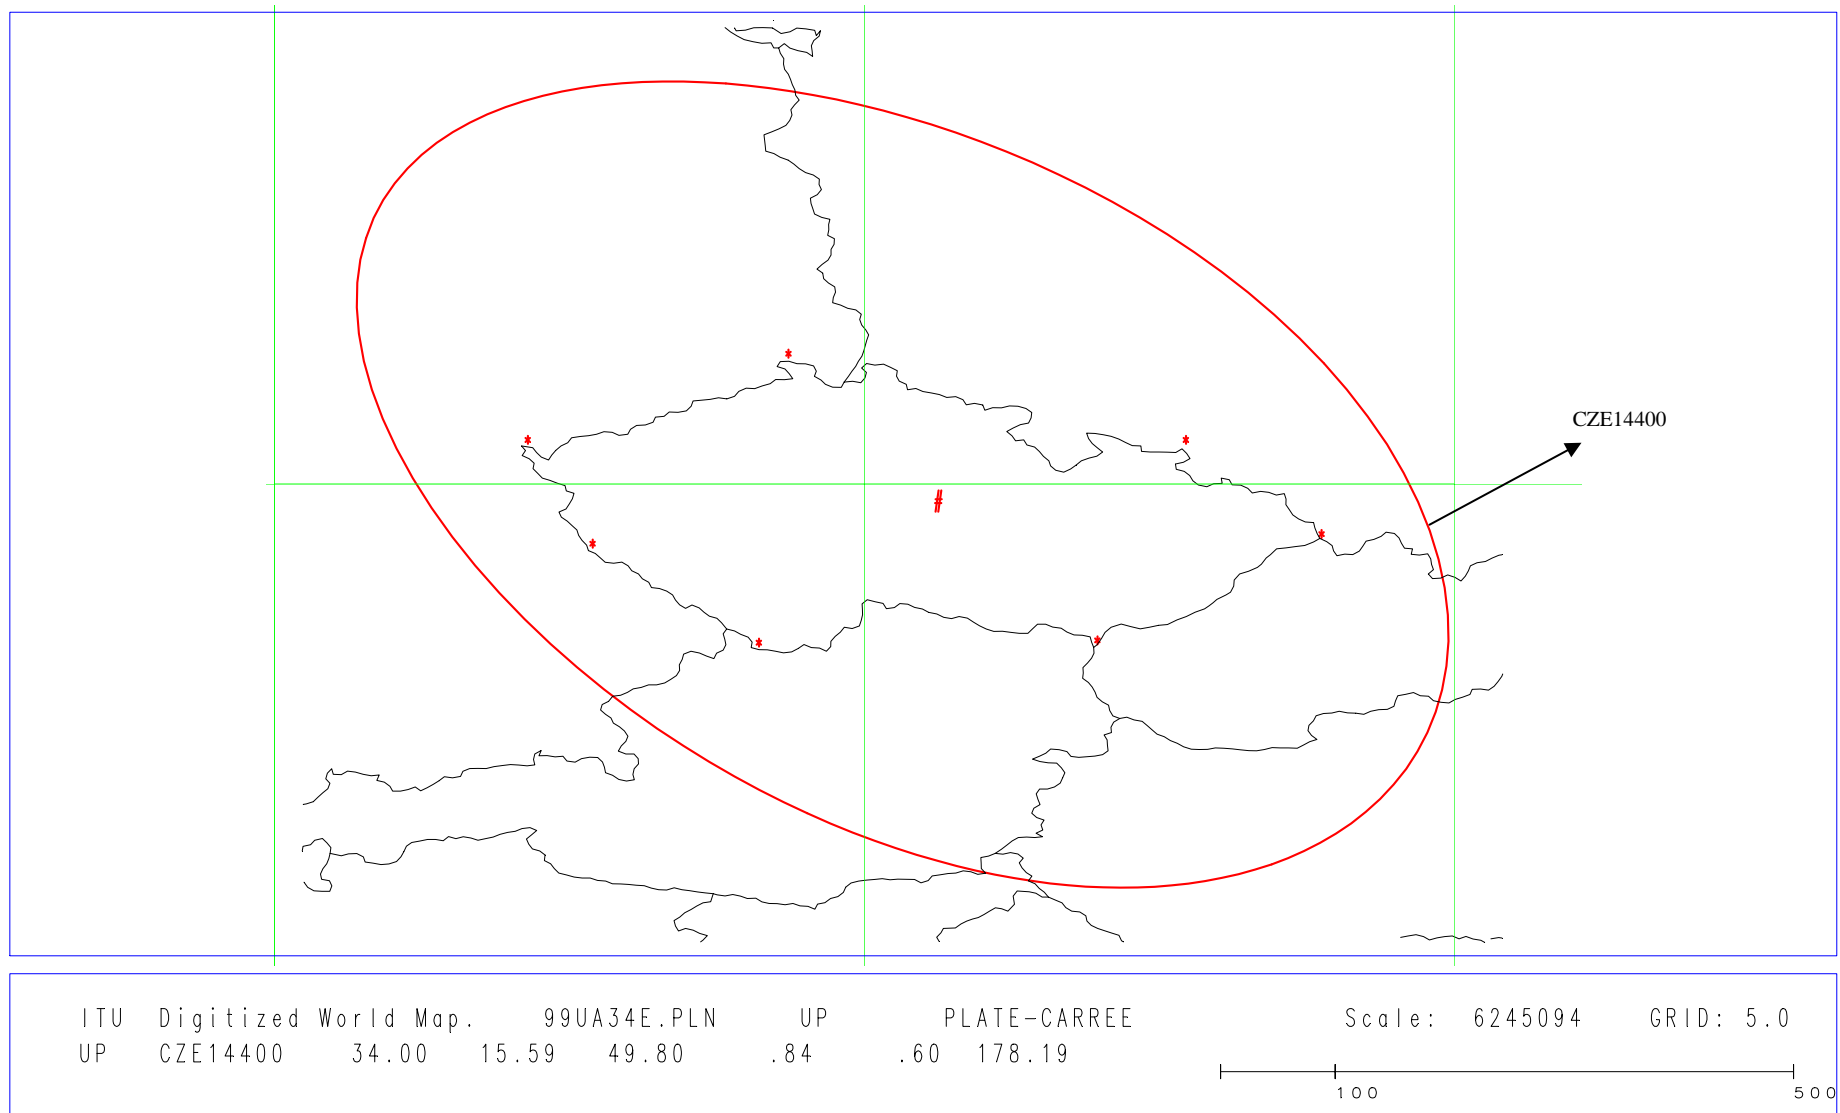 CZE14400
ITU Digitized World Map. 99UA34E.PLN UP PLATE-CARREE Scale: 6245094 GRID: 5.0
UP CZE14400 34.00 15.59 49.80 .84 .60 178.19
100 500